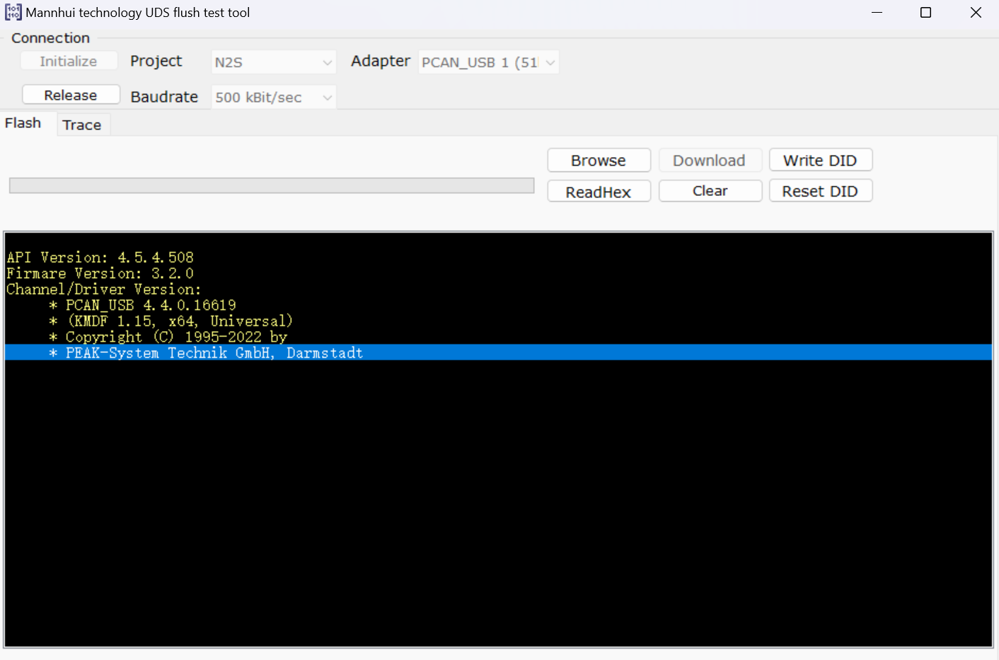 Mannhui technology UDS flush test tool
Connection
Initialize Project N2S Adapter PCAN_USB 1 (51
Release Baudrate 500 kBit/sec
Flash Trace
Browse Download Write DID
ReadHex Clear Reset DID
API Version: 4.5.4.508
Firmare Version: 3.2.0
Channel/Driver Version:
* PCAN_USB 4.4.0.16619
* (KMDF 1.15, x64, Universal)
* Copyright (C) 1995-2022 by
* PEAK-System Technik GmbH, Darmstadt